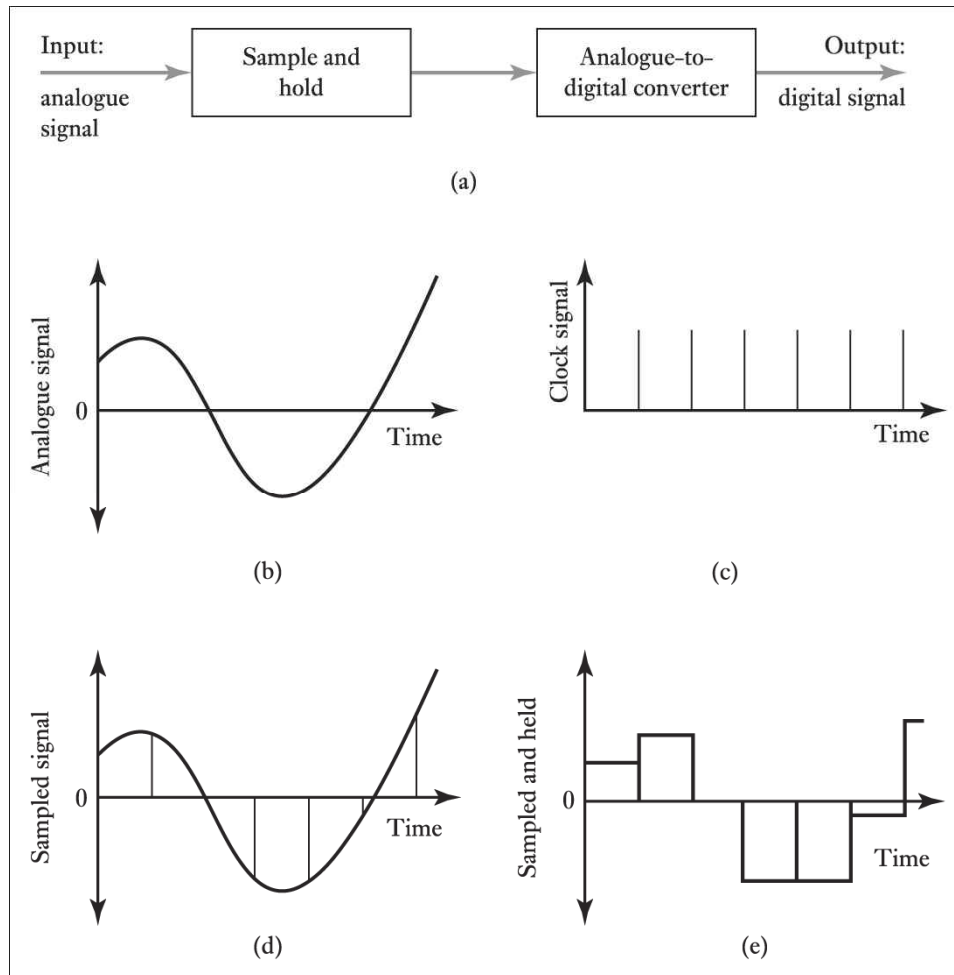 Input:
analogue
signal
Sample and
hold
Analogue-to-
digital converter
Output:
digital signal
(a)
Analogue signal
0
Time
(b)
Clock signal
Time
(c)
Sampled signal
0
Time
(d)
Sampled and held
0
Time
(e)